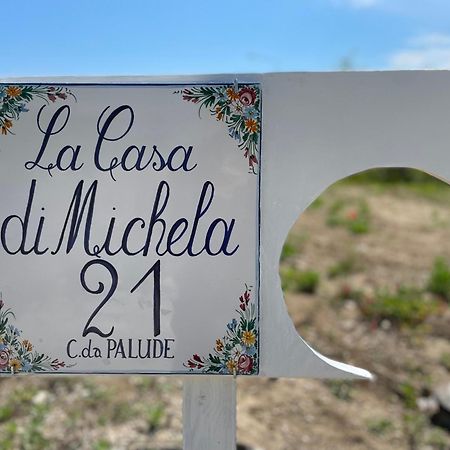 La Casa
di Michela
21
C.da PALUDE